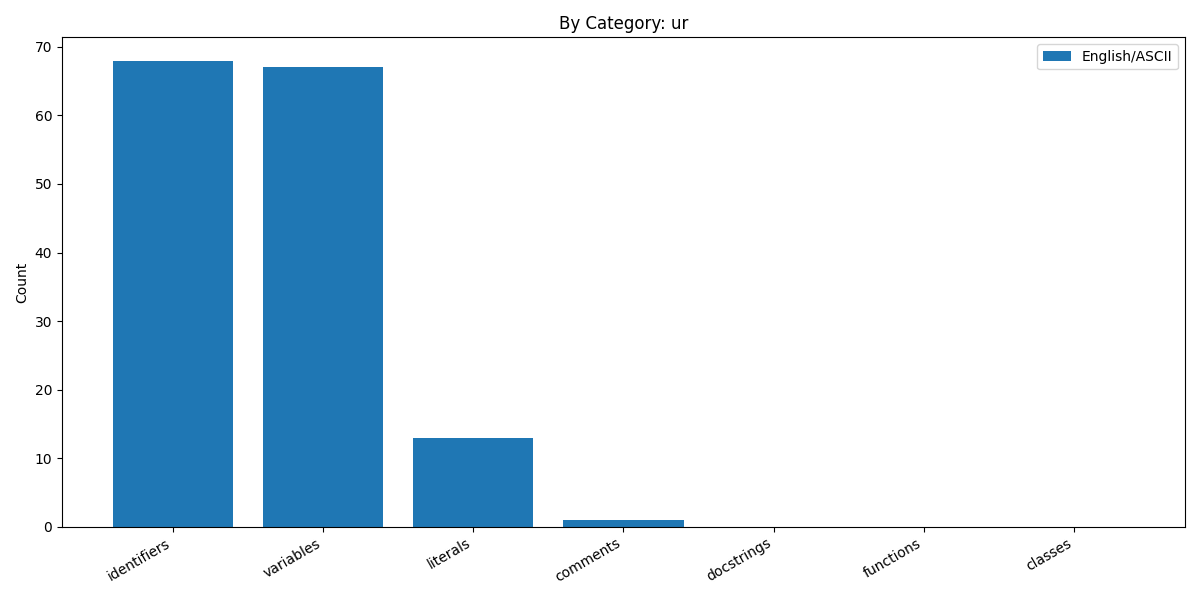 By Category: ur
English/ASCII
Count
70
60
50
40
30
20
10
0
identifiers
variables
literals
comments
docstrings
functions
classes